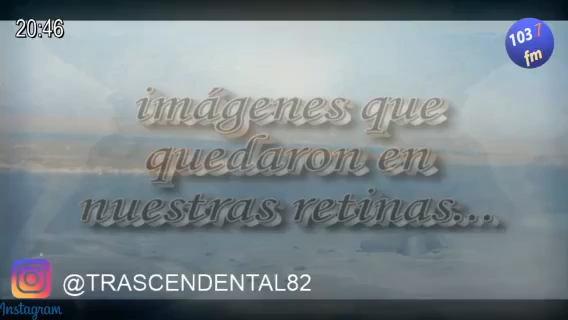 20:46
103.7
fm
imágenes que
quedaron en
nuestras retinas...
@TRASCENDENTAL82
Instagram